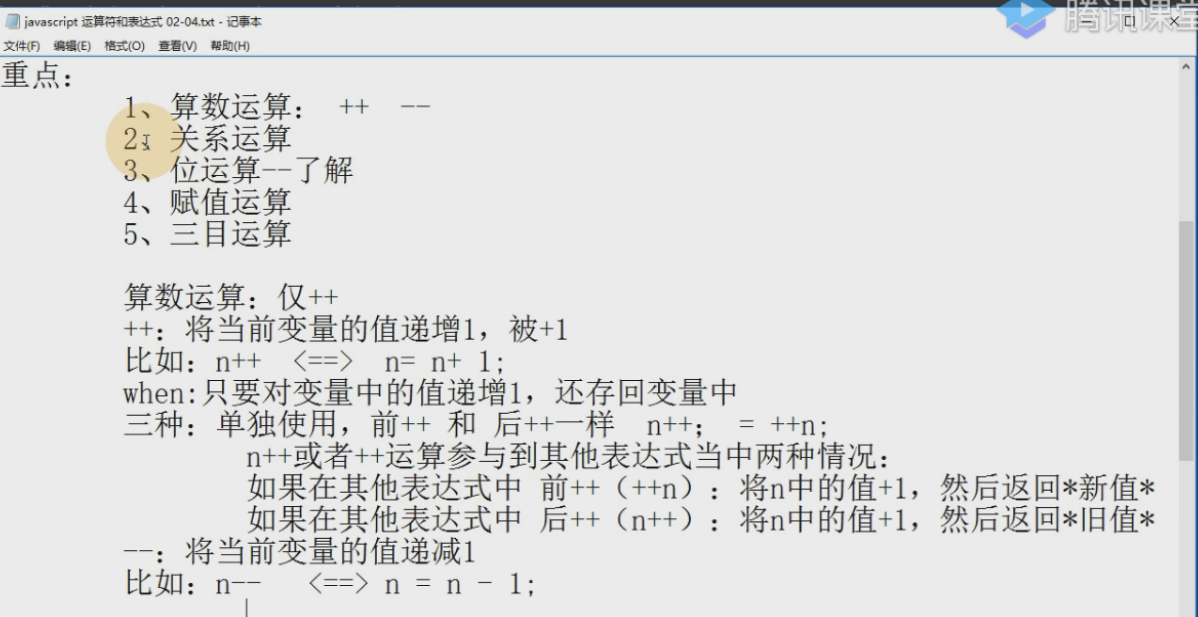 javascript 运算符和表达式 02-04.txt - 记事本
腾讯课堂
文件(F) 编辑(E) 格式(O) 查看(V) 帮助(H)
重点：
1、算数运算： ++ --
2、关系运算
3、位运算--了解
4、赋值运算
5、三目运算
算数运算：仅++
++：将当前变量的值递增1，被+1
比如：n++ <==> n= n+ 1;
when:只要对变量中的值递增1，还存回变量中
三种：单独使用，前++ 和 后++一样 n++； = ++n;
n++或者++运算参与到其他表达式当中两种情况：
如果在其他表达式中 前++（++n）：将n中的值+1，然后返回*新值*
如果在其他表达式中 后++（n++）：将n中的值+1，然后返回*旧值*
--：将当前变量的值递减1
比如：n-- <==> n = n - 1;